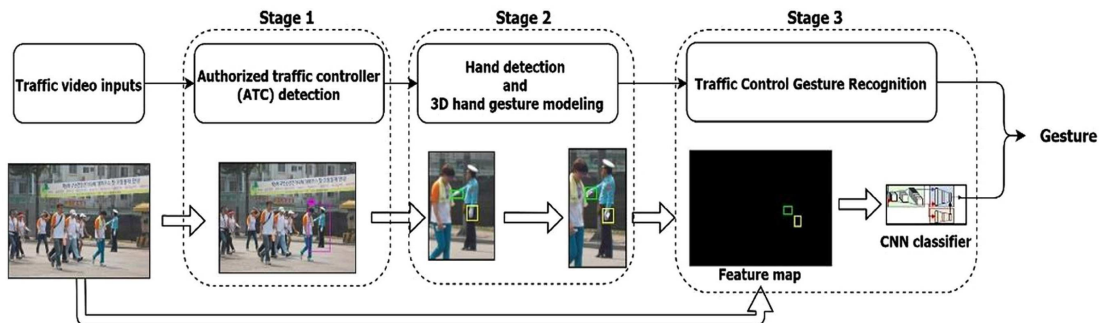 Stage 1
Stage 2
Stage 3
Traffic video inputs
Authorized traffic controller
(ATC) detection
Hand detection
and
3D hand gesture modeling
Traffic Control Gesture Recognition
Gesture
CNN classifier
Feature map